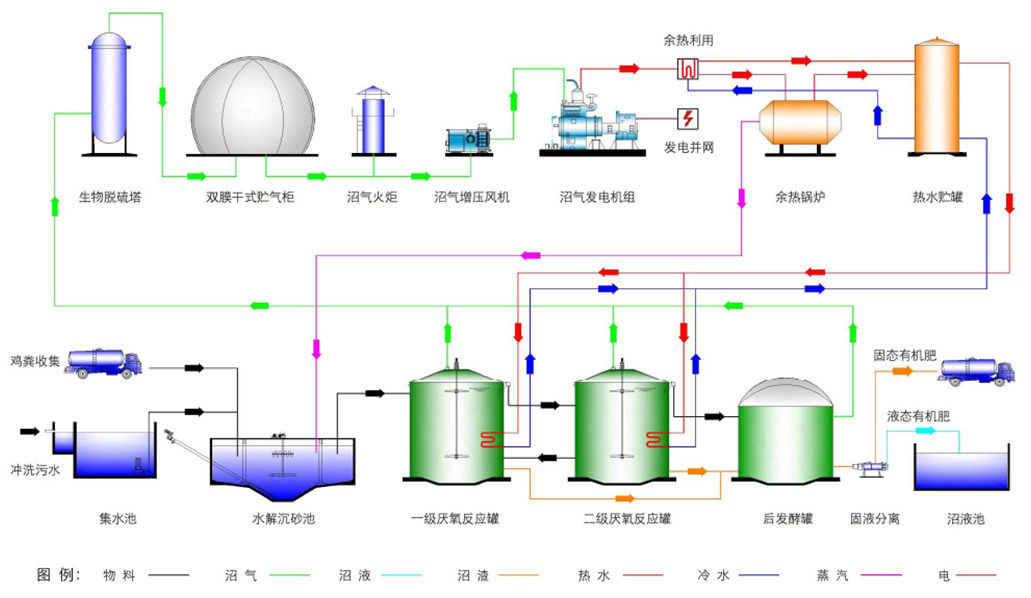 余热利用
发电并网
生物脱硫塔
双膜干式贮气柜
沼气火炬
沼气增压风机
沼气发电机组
余热锅炉
热水贮罐
鸡粪收集
固态有机肥
液态有机肥
冲洗污水
集水池
水解沉砂池
一级厌氧反应罐
二级厌氧反应罐
后发酵罐
固液分离
沼液池
图例： 物料 沼气 沼液 沼渣 热水 冷水 蒸汽 电